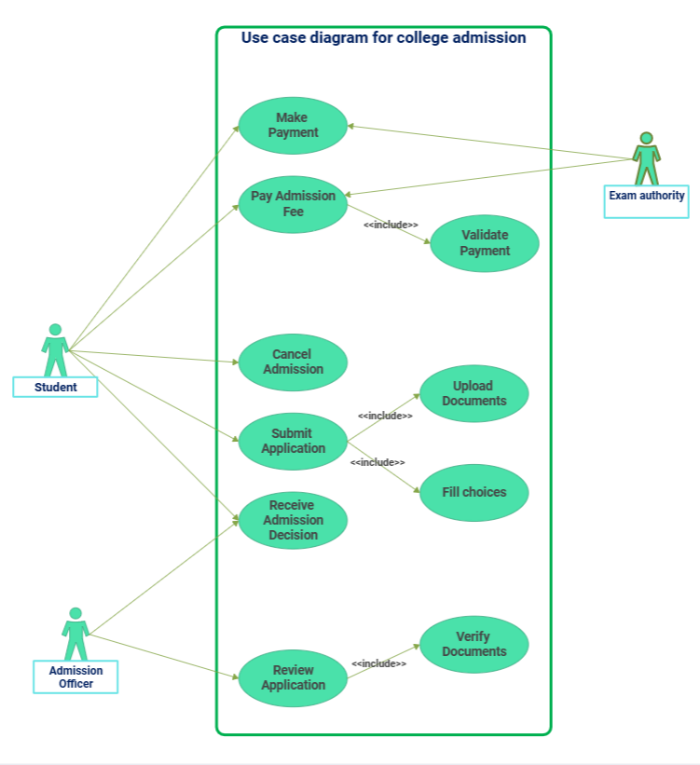 Use case diagram for college admission
Make
Payment
Exam authority
Pay Admission
Fee
<<include>>
Validate
Payment
Student
Cancel
Admission
Upload
Documents
<<include>>
Submit
Application
<<include>>
Fill choices
Receive
Admission
Decision
Admission
Officer
Verify
Documents
<<include>>
Review
Application